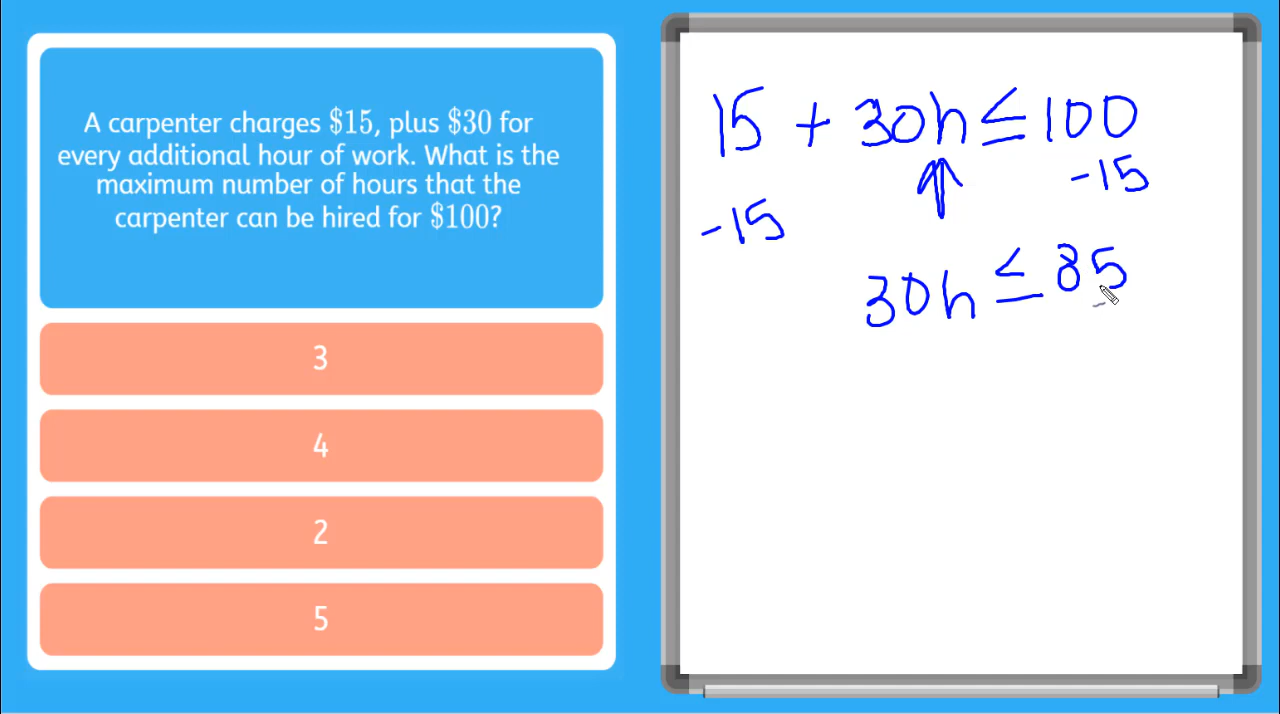 A carpenter charges $15, plus $30 for
every additional hour of work. What is the
maximum number of hours that the
carpenter can be hired for $100?
3
4
2
5
15 + 30h ≤ 100
-15
-15
30h ≤ 85